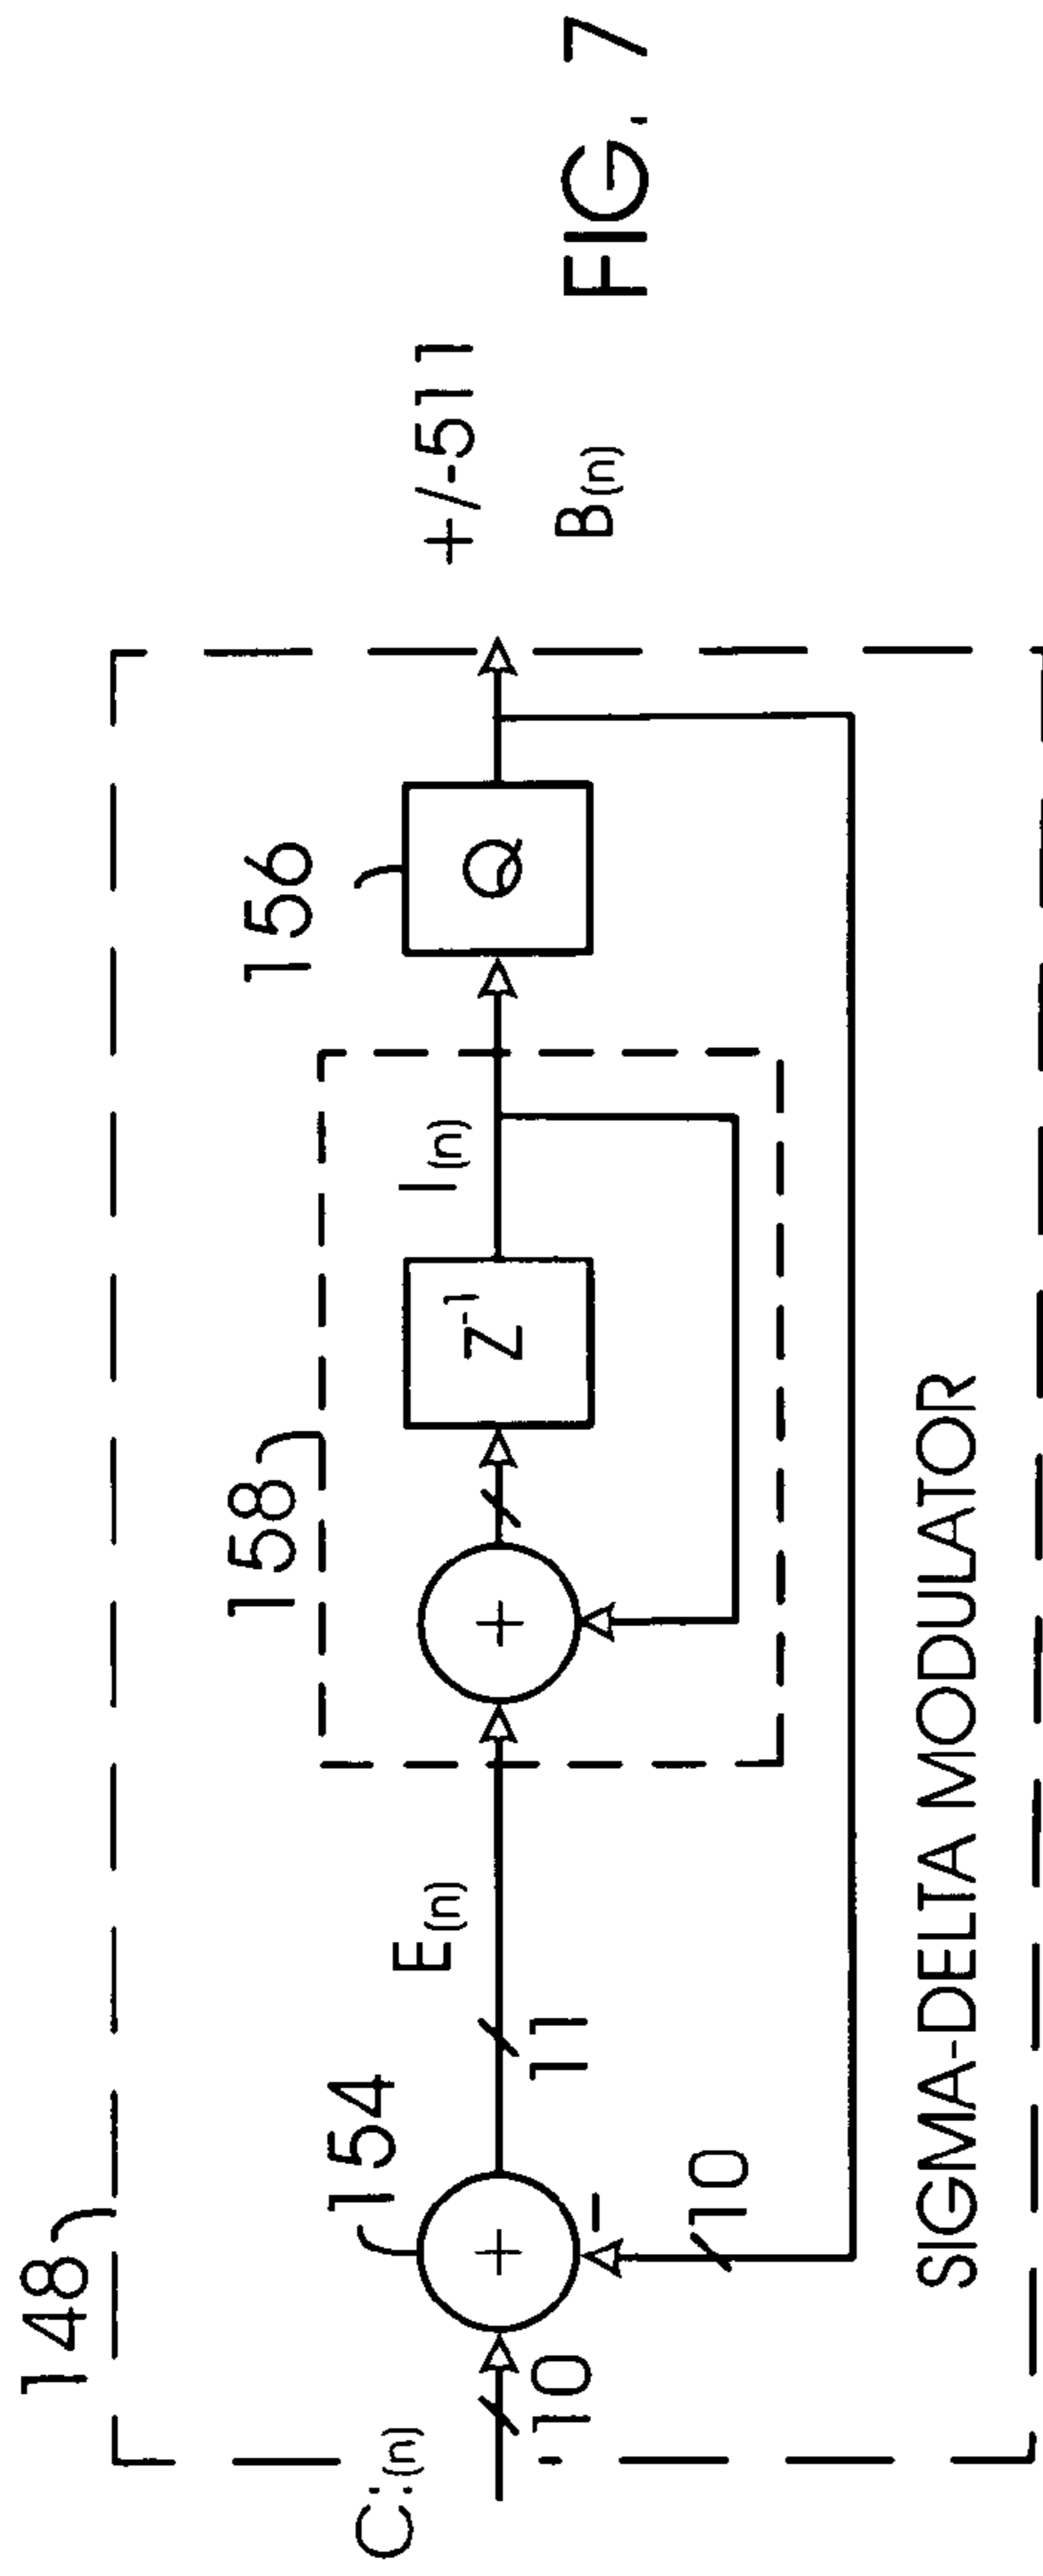 148
C:(n)
10
154
10
–
11
E(n)
158
+
+
Z-1
I(n)
156
Q
+/-511
B(n)
SIGMA-DELTA MODULATOR
FIG. 7